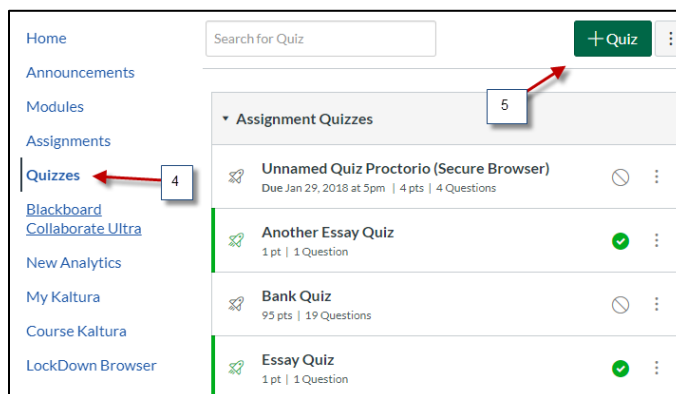 Home
Announcements
Modules
Assignments
Quizzes
Blackboard
Collaborate Ultra
New Analytics
My Kaltura
Course Kaltura
LockDown Browser
4
Search for Quiz
+ Quiz
5
Assignment Quizzes
Unnamed Quiz Proctorio (Secure Browser)
Due Jan 29, 2018 at 5pm | 4 pts | 4 Questions
Another Essay Quiz
1 pt | 1 Question
Bank Quiz
95 pts | 19 Questions
Essay Quiz
1 pt | 1 Question